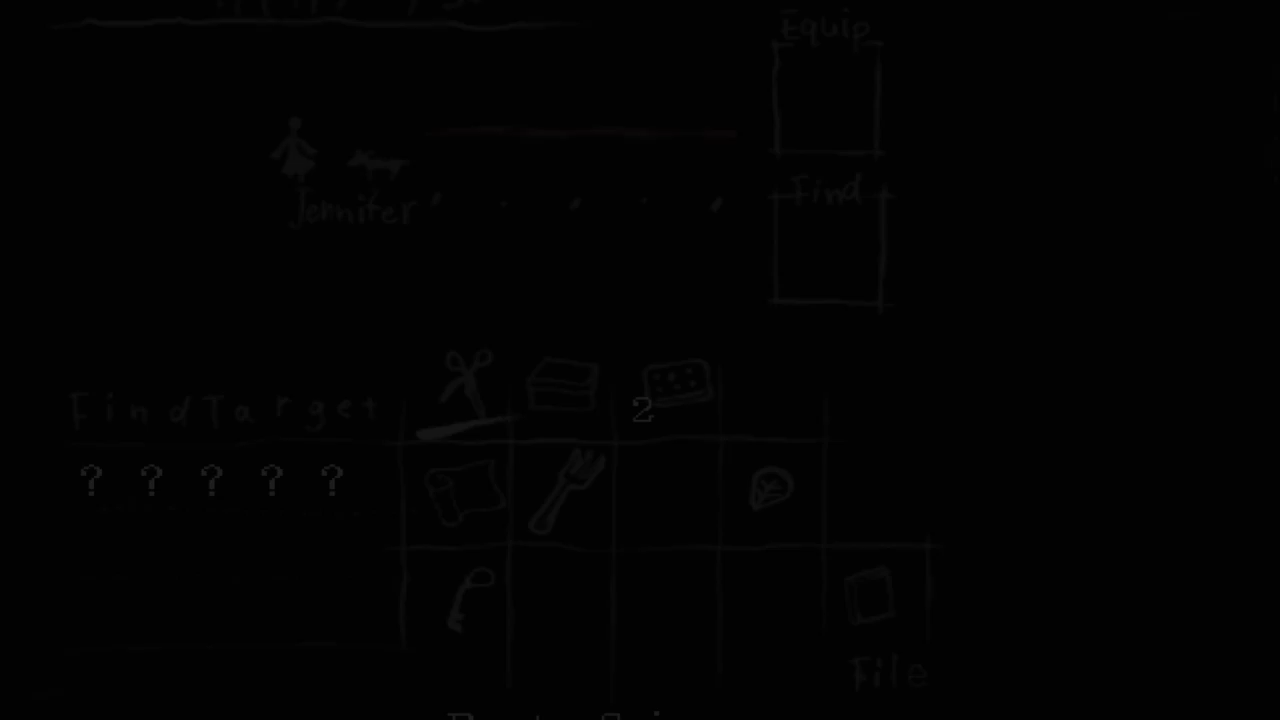 Equip
Find
Jennifer
2
FindTarget
? ? ? ? ?
File